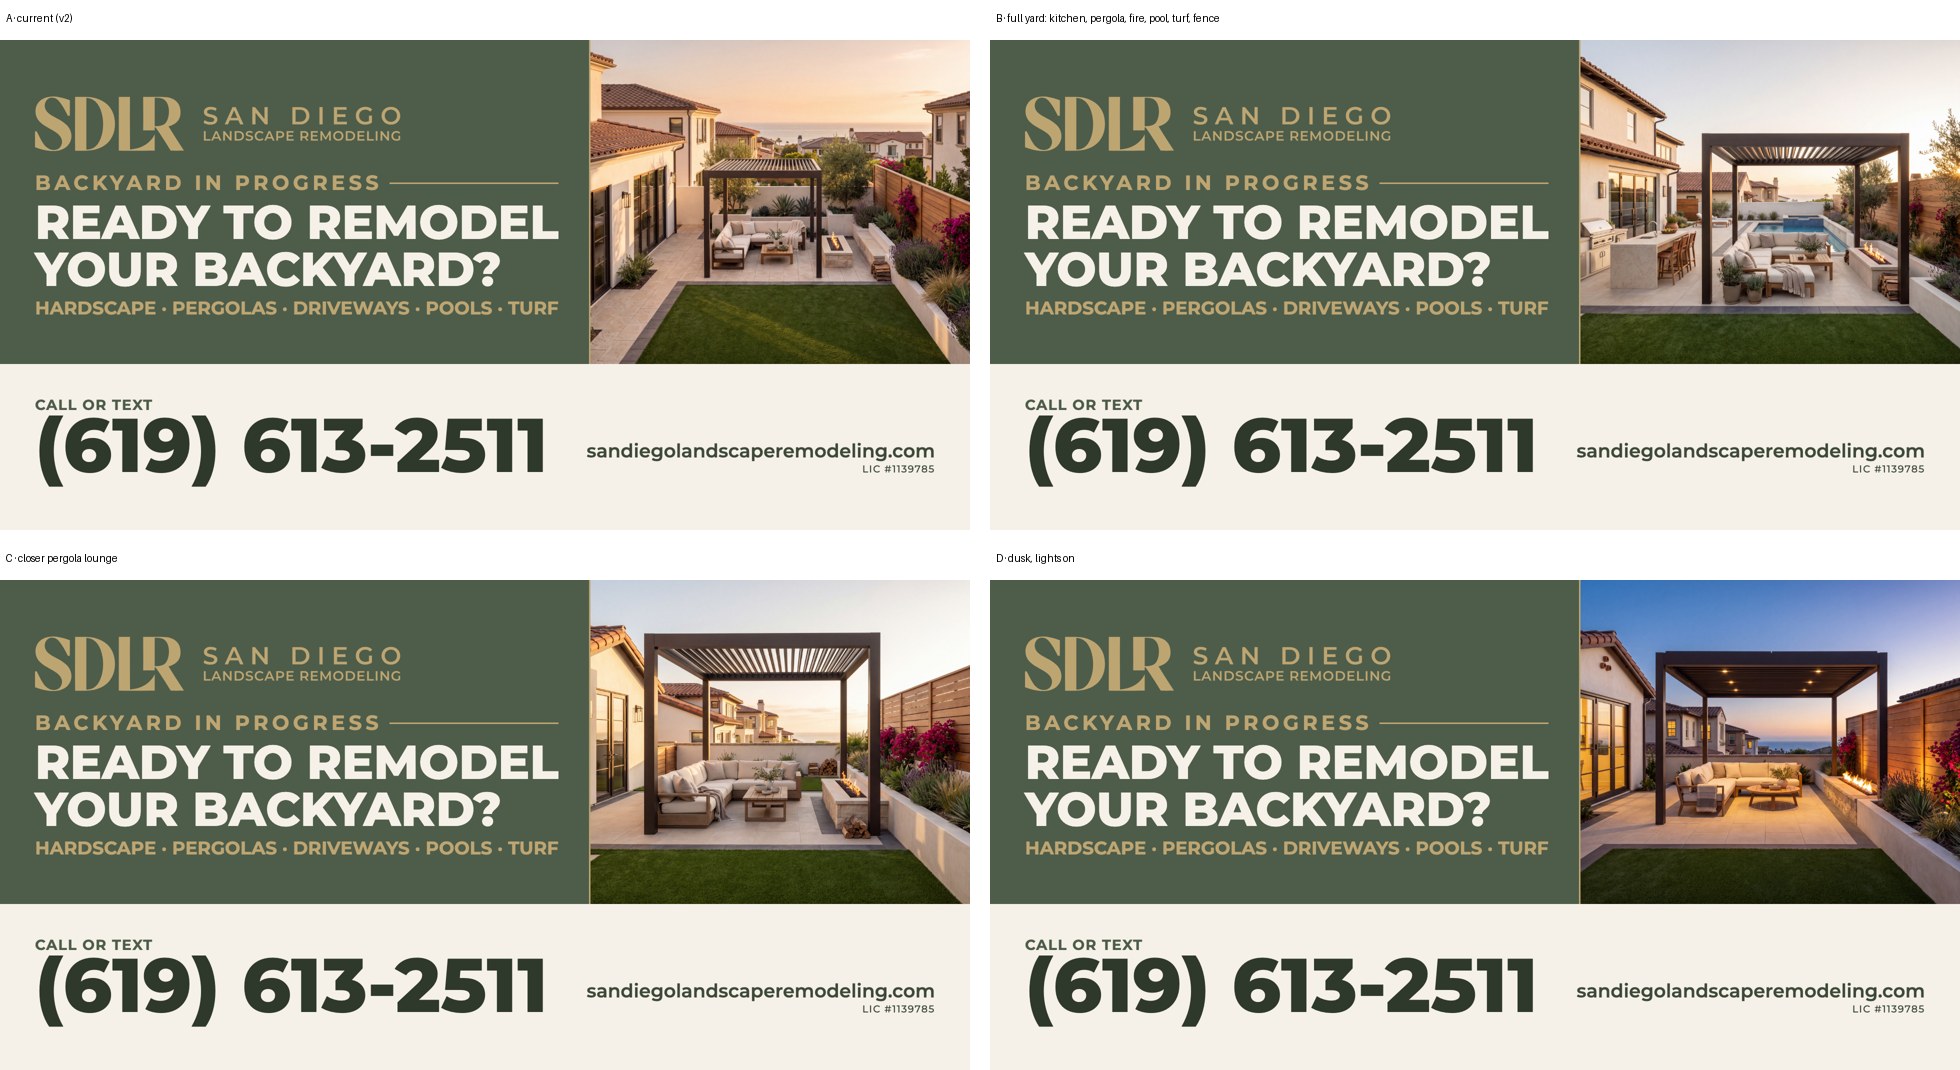 A · current (v2)
SDLR SAN DIEGO
LANDSCAPE REMODELING
BACKYARD IN PROGRESS
READY TO REMODEL
YOUR BACKYARD?
HARDSCAPE · PERGOLAS · DRIVEWAYS · POOLS · TURF
CALL OR TEXT
(619) 613-2511
sandiegolandscaperemodeling.com
LIC #1139785
B · full yard: kitchen, pergola, fire, pool, turf, fence
SDLR SAN DIEGO
LANDSCAPE REMODELING
BACKYARD IN PROGRESS
READY TO REMODEL
YOUR BACKYARD?
HARDSCAPE · PERGOLAS · DRIVEWAYS · POOLS · TURF
CALL OR TEXT
(619) 613-2511
sandiegolandscaperemodeling.com
LIC #1139785
C · closer pergola lounge
SDLR SAN DIEGO
LANDSCAPE REMODELING
BACKYARD IN PROGRESS
READY TO REMODEL
YOUR BACKYARD?
HARDSCAPE · PERGOLAS · DRIVEWAYS · POOLS · TURF
CALL OR TEXT
(619) 613-2511
sandiegolandscaperemodeling.com
LIC #1139785
D · dusk, lights on
SDLR SAN DIEGO
LANDSCAPE REMODELING
BACKYARD IN PROGRESS
READY TO REMODEL
YOUR BACKYARD?
HARDSCAPE · PERGOLAS · DRIVEWAYS · POOLS · TURF
CALL OR TEXT
(619) 613-2511
sandiegolandscaperemodeling.com
LIC #1139785